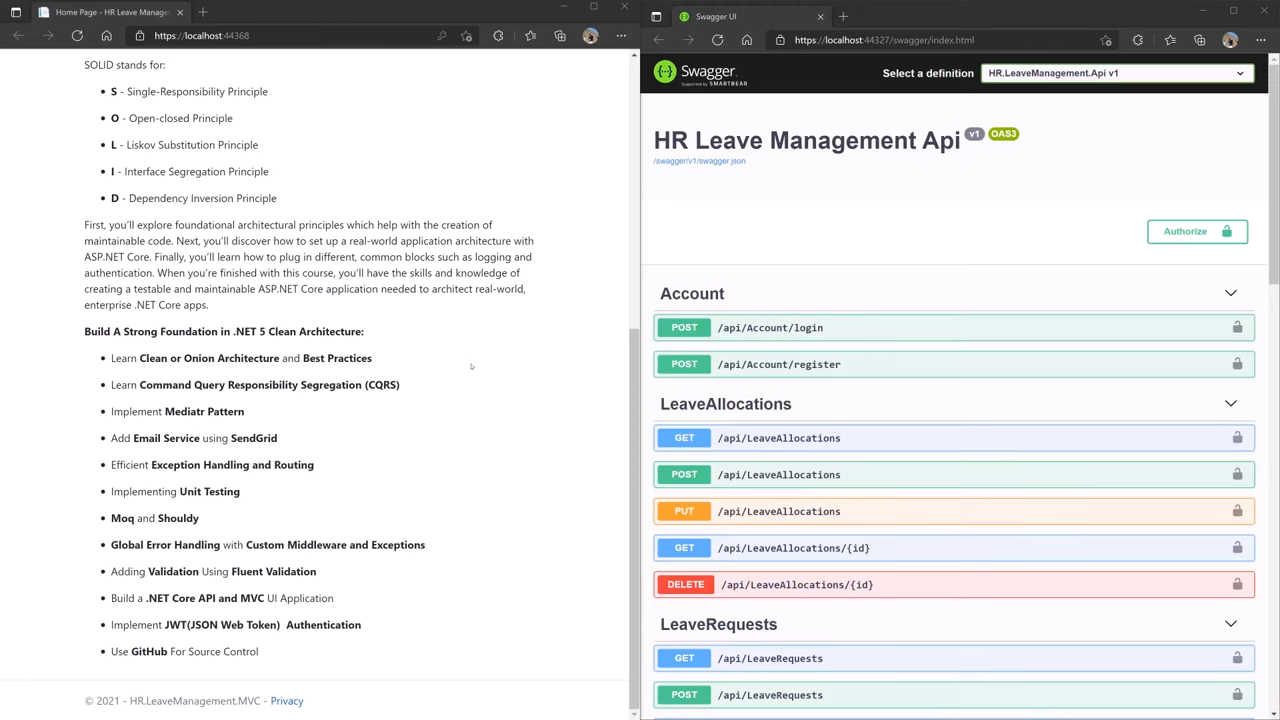 Home Page - HR Leave Manage
https://localhost:44368
SOLID stands for:
S - Single-Responsibility Principle
O - Open-closed Principle
L - Liskov Substitution Principle
I - Interface Segregation Principle
D - Dependency Inversion Principle
First, you'll explore foundational architectural principles which help with the creation of
maintainable code. Next, you'll discover how to set up a real-world application architecture with
ASP.NET Core. Finally, you'll learn how to plug in different, common blocks such as logging and
authentication. When you're finished with this course, you'll have the skills and knowledge of
creating a testable and maintainable ASP.NET Core application needed to architect real-world,
enterprise .NET Core apps.
Build A Strong Foundation in .NET 5 Clean Architecture:
Learn Clean or Onion Architecture and Best Practices
Learn Command Query Responsibility Segregation (CQRS)
Implement Mediatr Pattern
Add Email Service using SendGrid
Efficient Exception Handling and Routing
Implementing Unit Testing
Moq and Shouldy
Global Error Handling with Custom Middleware and Exceptions
Adding Validation Using Fluent Validation
Build a .NET Core API and MVC UI Application
Implement JWT(JSON Web Token) Authentication
Use GitHub For Source Control
© 2021 - HR.LeaveManagement.MVC - Privacy
Swagger UI
https://localhost:44327/swagger/index.html
Swagger
Supported by SMARTBEAR
Select a definition
HR.LeaveManagement.Api v1
HR Leave Management Api v1 OAS3
/swagger/v1/swagger.json
Authorize
Account
POST /api/Account/login
POST /api/Account/register
LeaveAllocations
GET /api/LeaveAllocations
POST /api/LeaveAllocations
PUT /api/LeaveAllocations
GET /api/LeaveAllocations/{id}
DELETE /api/LeaveAllocations/{id}
LeaveRequests
GET /api/LeaveRequests
POST /api/LeaveRequests